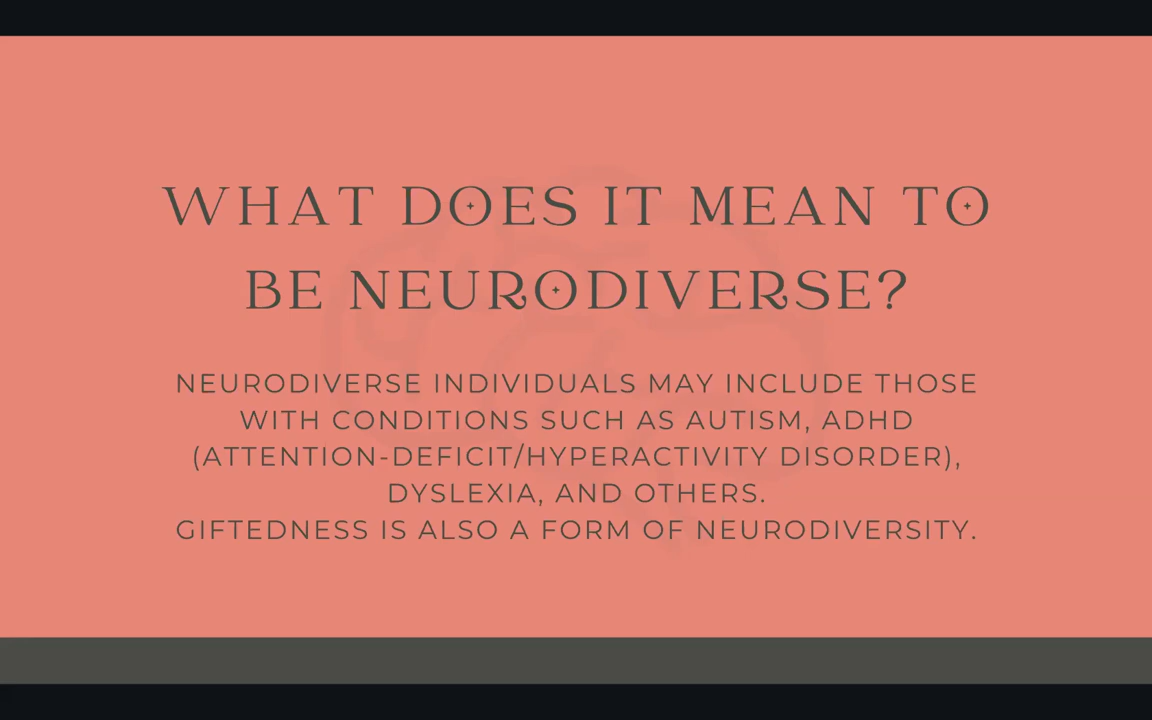 WHAT DOES IT MEAN TO
BE NEURODIVERSE?
NEURODIVERSE INDIVIDUALS MAY INCLUDE THOSE
WITH CONDITIONS SUCH AS AUTISM, ADHD
(ATTENTION-DEFICIT/HYPERACTIVITY DISORDER),
DYSLEXIA, AND OTHERS.
GIFTEDNESS IS ALSO A FORM OF NEURODIVERSITY.